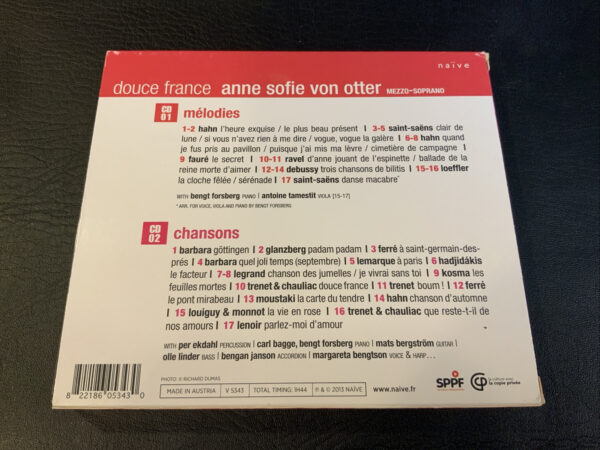 naïve
douce france anne sofie von otter MEZZO-SOPRANO
CD 01 mélodies
1-2 hahn l'heure exquise / le plus beau présent I 3-5 saint-saëns clair de
lune / si vous n'avez rien à me dire / vogue, vogue la galère I 6-8 hahn quand
je fus pris au pavillon / puisque j'ai mis ma lèvre / cimetière de campagne I
9 fauré le secret I 10-11 ravel d'anne jouant de l'espinette / ballade de la
reine morte d'aimer I 12-14 debussy trois chansons de bilitis I 15-16 loeffler
la cloche fêlée / sérénade I 17 saint-saëns danse macabre*
WITH bengt forsberg PIANO I antoine tamestit VIOLA [15-17]
* ARR. FOR VOICE, VIOLA AND PIANO BY BENGT FORSBERG
CD 02 chansons
1 barbara göttingen I 2 glanzberg padam padam I 3 ferré à saint-germain-des-
prés I 4 barbara quel joli temps (septembre) I 5 lemarque à paris I 6 hadjidákis
le facteur I 7-8 legrand chanson des jumelles / je vivrai sans toi I 9 kosma les
feuilles mortes I 10 trenet & chauliac douce france I 11 trenet boum ! I 12 ferré
le pont mirabeau I 13 moustaki la carte du tendre I 14 hahn chanson d'automne
I 15 louiguy & monnot la vie en rose I 16 trenet & chauliac que reste-t-il de
nos amours I 17 lenoir parlez-moi d'amour
WITH per ekdahl PERCUSSION I carl bagge, bengt forsberg PIANO I mats bergström GUITAR I
olle linder BASS I bengan janson ACCORDION I margareta bengtson VOICE & HARP...
PHOTO: © RICHARD DUMAS
MADE IN AUSTRIA V 5343 TOTAL TIMING: 1H44 ℗ & © 2013 NAÏVE www.naive.fr
SPPF la culture avec la copie privée
8 22186 05343 0